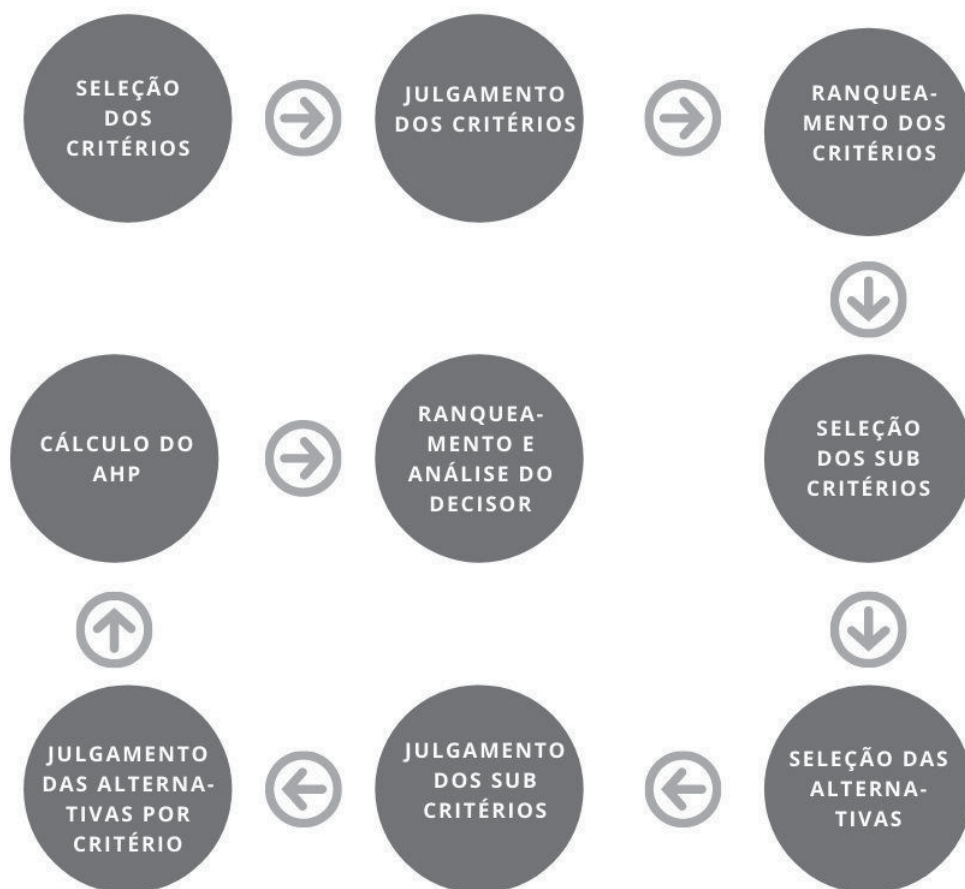 SELEÇÃO
DOS
CRITÉRIOS
JULGAMENTO
DOS CRITÉRIOS
RANQUEA-
MENTO DOS
CRITÉRIOS
SELEÇÃO
DOS SUB
CRITÉRIOS
SELEÇÃO DAS
ALTERNA-
TIVAS
JULGAMENTO
DOS SUB
CRITÉRIOS
JULGAMENTO
DAS ALTERNA-
TIVAS POR
CRITÉRIO
CÁLCULO DO
AHP
RANQUEA-
MENTO E
ANÁLISE DO
DECISOR